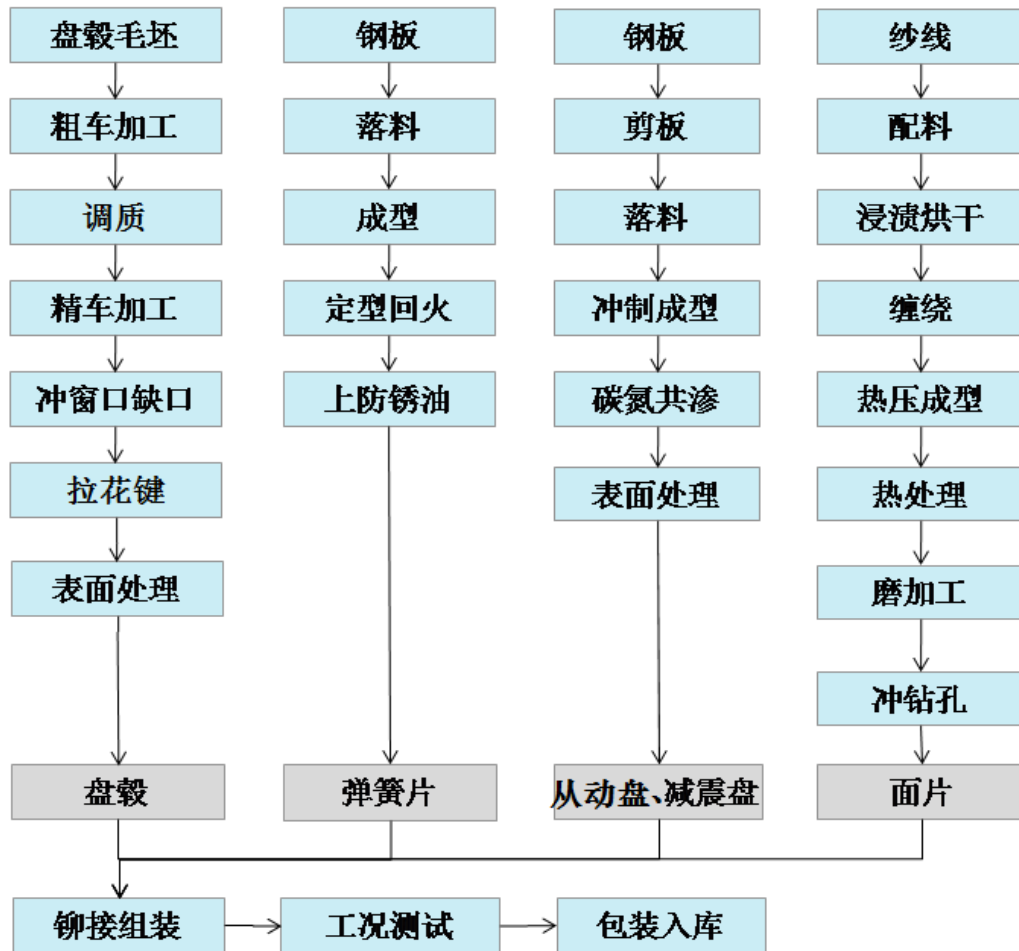 盘毂毛坯
钢板
钢板
纱线
粗车加工
落料
剪板
配料
调质
成型
落料
浸渍烘干
精车加工
定型回火
冲制成型
缠绕
冲窗口缺口
上防锈油
碳氮共渗
热压成型
拉花键
表面处理
热处理
表面处理
磨加工
冲钻孔
盘毂
弹簧片
从动盘、减震盘
面片
铆接组装
工况测试
包装入库